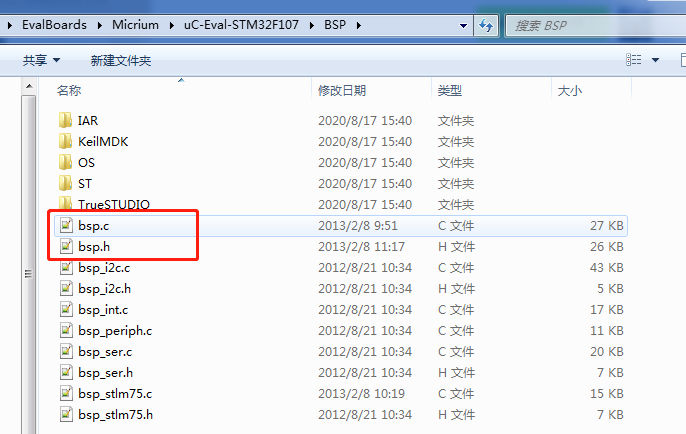 EvalBoards Micrium uC-Eval-STM32F107 BSP 搜索 BSP
共享 新建文件夹
名称 修改日期 类型 大小
IAR 2020/8/17 15:40 文件夹
KeilMDK 2020/8/17 15:40 文件夹
OS 2020/8/17 15:40 文件夹
ST 2020/8/17 15:40 文件夹
TrueSTUDIO 2020/8/17 15:40 文件夹
bsp.c 2013/2/8 9:51 C 文件 27 KB
bsp.h 2013/2/8 11:17 H 文件 26 KB
bsp_i2c.c 2012/8/21 10:34 C 文件 43 KB
bsp_i2c.h 2012/8/21 10:34 H 文件 5 KB
bsp_int.c 2012/8/21 10:34 C 文件 17 KB
bsp_periph.c 2012/8/21 10:34 C 文件 11 KB
bsp_ser.c 2012/8/21 10:34 C 文件 20 KB
bsp_ser.h 2012/8/21 10:34 H 文件 7 KB
bsp_stlm75.c 2013/2/8 10:19 C 文件 15 KB
bsp_stlm75.h 2012/8/21 10:34 H 文件 7 KB